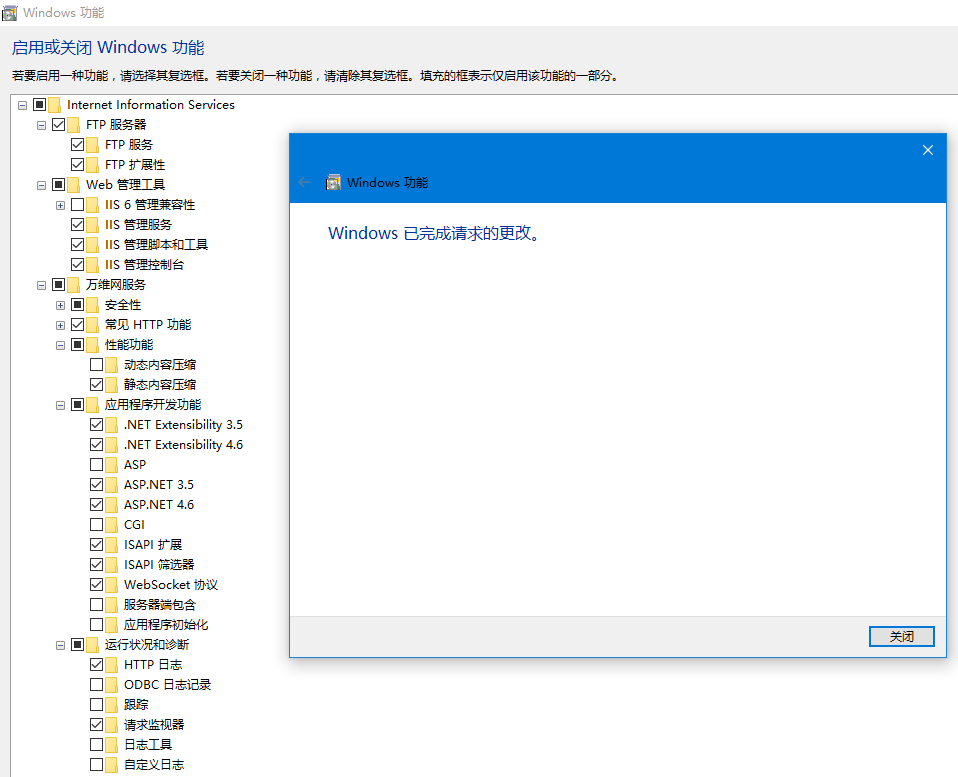 Windows 功能
启用或关闭 Windows 功能
若要启用一种功能，请选择其复选框。若要关闭一种功能，请清除其复选框。填充的框表示仅启用该功能的一部分。
Internet Information Services
FTP 服务器
FTP 服务
FTP 扩展性
Web 管理工具
IIS 6 管理兼容性
IIS 管理服务
IIS 管理脚本和工具
IIS 管理控制台
万维网服务
安全性
常见 HTTP 功能
性能功能
动态内容压缩
静态内容压缩
应用程序开发功能
.NET Extensibility 3.5
.NET Extensibility 4.6
ASP
ASP.NET 3.5
ASP.NET 4.6
CGI
ISAPI 扩展
ISAPI 筛选器
WebSocket 协议
服务器端包含
应用程序初始化
运行状况和诊断
HTTP 日志
ODBC 日志记录
跟踪
请求监视器
日志工具
自定义日志
Windows 功能
Windows 已完成请求的更改。
关闭